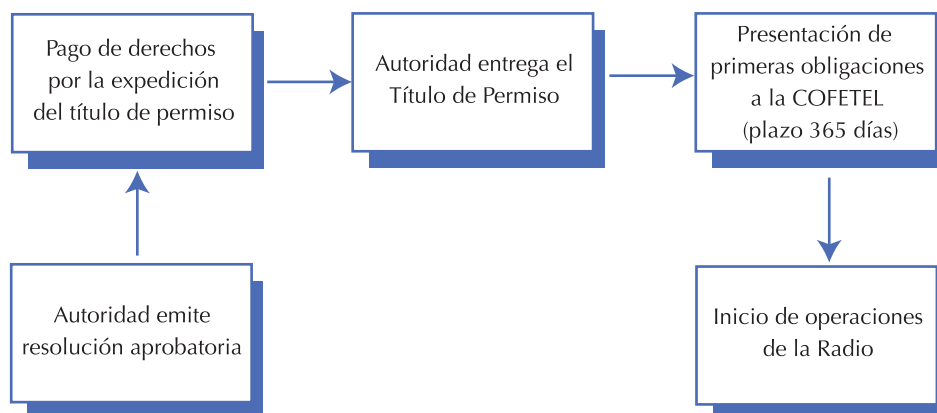 Pago de derechos
por la expedición
del título de permiso
Autoridad entrega el
Título de Permiso
Presentación de
primeras obligaciones
a la COFETEL
(plazo 365 días)
Autoridad emite
resolución aprobatoria
Inicio de operaciones
de la Radio